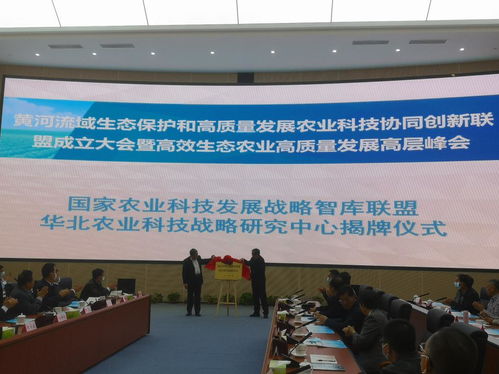 黄河流域生态保护和高质量发展农业科技协同创新联
盟成立大会暨高效生态农业高质量发展高层峰会
国家农业科技发展战略智库联盟
华北农业科技战略研究中心揭牌仪式